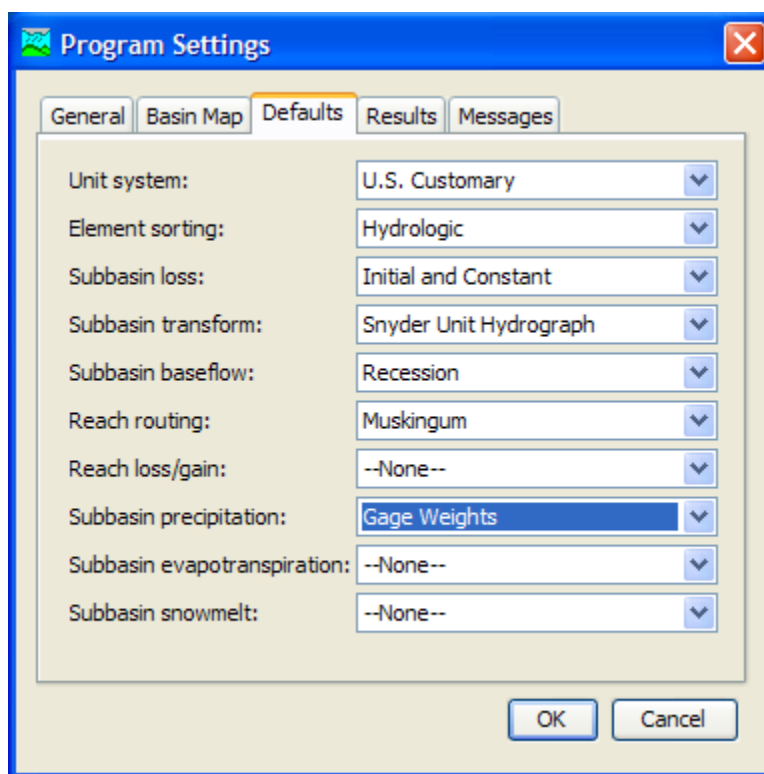 Program Settings
General Basin Map Defaults Results Messages
Unit system: U.S. Customary
Element sorting: Hydrologic
Subbasin loss: Initial and Constant
Subbasin transform: Snyder Unit Hydrograph
Subbasin baseflow: Recession
Reach routing: Muskingum
Reach loss/gain: --None--
Subbasin precipitation: Gage Weights
Subbasin evapotranspiration: --None--
Subbasin snowmelt: --None--
OK Cancel